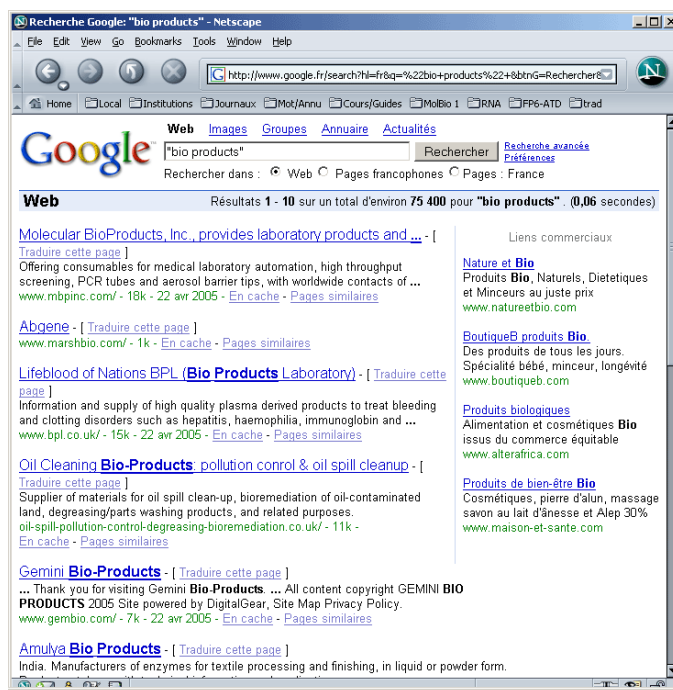 Recherche Google: "bio products" - Netscape
File Edit View Go Bookmarks Tools Window Help
http://www.google.fr/search?hl=fr&q=%22bio+products%22+&btnG=Rechercher&
N
Home Local Institutions Journaux Mot/Annu Cours/Guides MolBio 1 RNA FP6-ATD trad
Web Images Groupes Annuaire Actualités
Google
"bio products" Rechercher Recherche avancée
Préférences
Rechercher dans : Web Pages francophones Pages : France
Web Résultats 1 - 10 sur un total d'environ 75 400 pour "bio products" . (0,06 secondes)
Molecular BioProducts, Inc., provides laboratory products and ... - [
Traduire cette page ]
Offering consumables for medical laboratory automation, high throughput
screening, PCR tubes and aerosol barrier tips, with worldwide contacts of ...
www.mbpinc.com/ - 18k - 22 avr 2005 - En cache - Pages similaires
Abgene - [ Traduire cette page ]
www.marshbio.com/ - 1k - En cache - Pages similaires
Lifeblood of Nations BPL (Bio Products Laboratory) - [ Traduire cette
page ]
Information and supply of high quality plasma derived products to treat bleeding
and clotting disorders such as hepatitis, haemophilia, immunoglobin and ...
www.bpl.co.uk/ - 15k - 22 avr 2005 - En cache - Pages similaires
Oil Cleaning Bio-Products: pollution conrol & oil spill cleanup - [
Traduire cette page ]
Supplier of materials for oil spill clean-up, bioremediation of oil-contaminated
land, degreasing/parts washing products, and related purposes.
oil-spill-pollution-control-degreasing-bioremediation.co.uk/ - 11k -
En cache - Pages similaires
Gemini Bio-Products - [ Traduire cette page ]
... Thank you for visiting Gemini Bio-Products. ... All content copyright GEMINI BIO
PRODUCTS 2005 Site powered by DigitalGear, Site Map Privacy Policy.
www.gembio.com/ - 7k - 22 avr 2005 - En cache - Pages similaires
Amulya Bio Products - [ Traduire cette page ]
India. Manufacturers of enzymes for textile processing and finishing, in liquid or powder form.
Liens commerciaux
Nature et Bio
Produits Bio, Naturels, Dietetiques
et Minceurs au juste prix
www.natureetbio.com
BoutiqueB produits Bio.
Des produits de tous les jours.
Spécialité bébé, minceur, longévité
www.boutiqueb.com
Produits biologiques
Alimentation et cosmétiques Bio
issus du commerce équitable
www.alterafrica.com
Produits de bien-être Bio
Cosmétiques, pierre d'alun, massage
savon au lait d'ânesse et Alep 30%
www.maison-et-sante.com